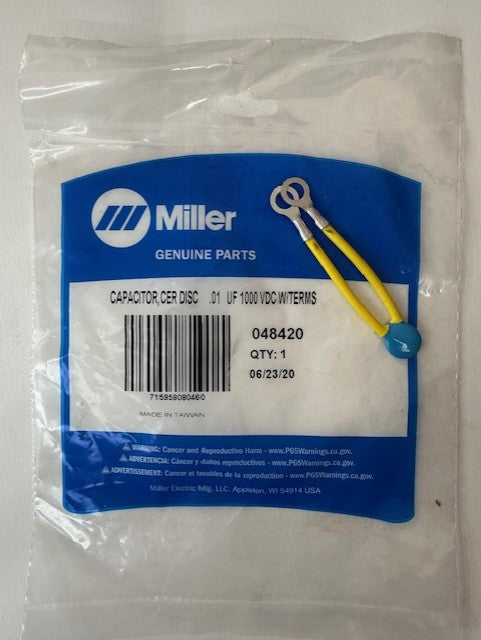 Miller
GENUINE PARTS
CAPACITOR,CER DISC .01 UF 1000 VDC W/TERMS
048420
QTY: 1
06/23/20
715959080460
MADE IN TAIWAN
WARNING: Cancer and Reproductive Harm - www.P65Warnings.ca.gov.
ADVERTENCIA: Cáncer y daños reproductivos - www.P65Warnings.ca.gov.
AVERTISSEMENT: Cancer et troubles de la reproduction - www.P65Warnings.ca.gov.
Miller Electric Mfg. LLC. Appleton, WI 54914 USA